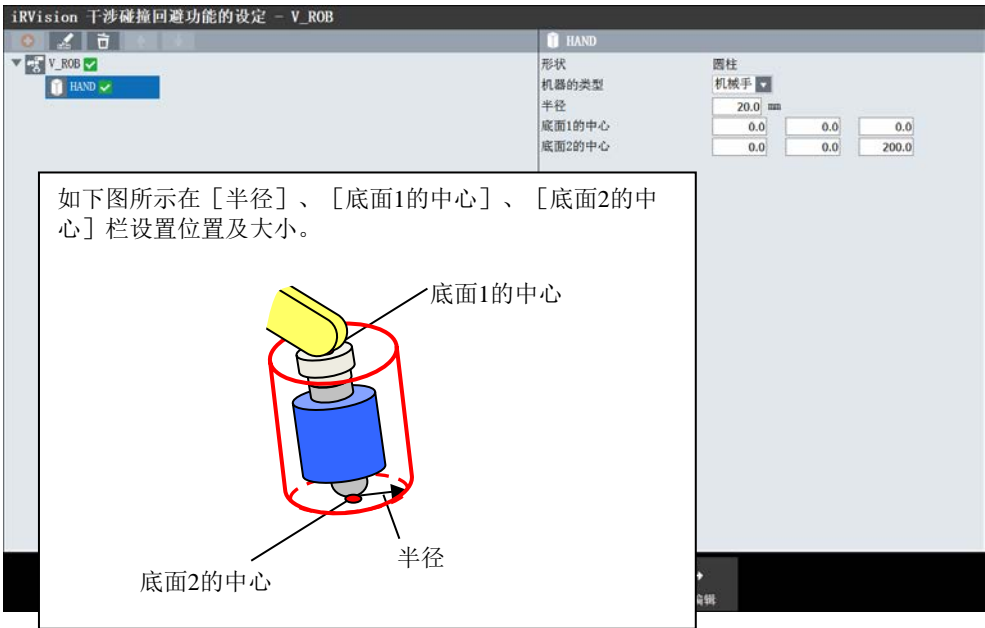 iRVision 干涉碰撞回避功能的设定 - V_ROB
V_ROB
HAND
HAND
形状 圆柱
机器的类型 机械手
半径 20.0 mm
底面1的中心 0.0 0.0 0.0
底面2的中心 0.0 0.0 200.0
如下图所示在［半径］、［底面1的中心］、［底面2的中
心］栏设置位置及大小。
底面1的中心
半径
底面2的中心
编辑